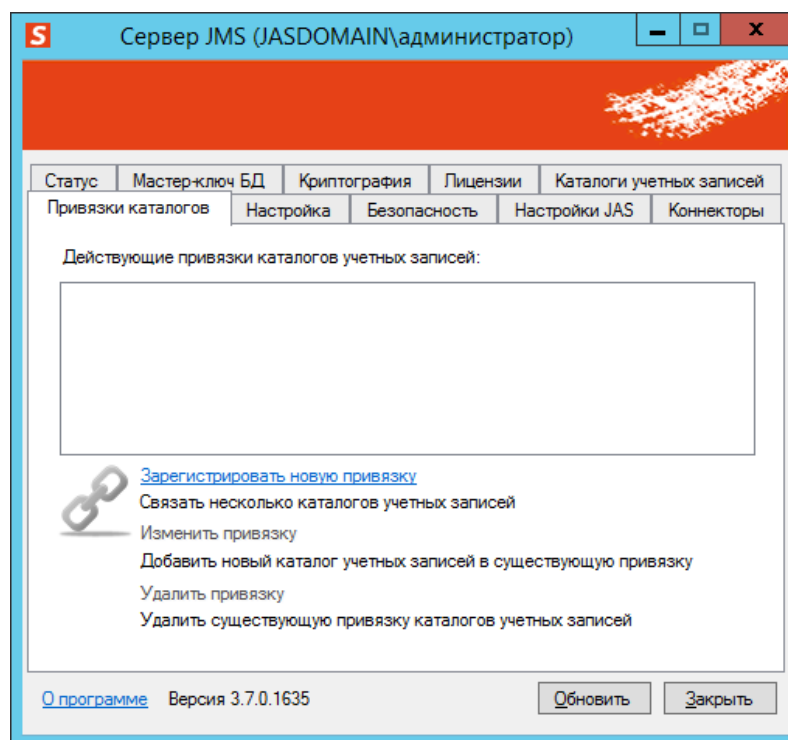 S
Сервер JMS (JASDOMAIN\администратор)
Статус Мастер-ключ БД Криптография Лицензии Каталоги учетных записей
Привязки каталогов Настройка Безопасность Настройки JAS Коннекторы
Действующие привязки каталогов учетных записей:
Зарегистрировать новую привязку
Связать несколько каталогов учетных записей
Изменить привязку
Добавить новый каталог учетных записей в существующую привязку
Удалить привязку
Удалить существующую привязку каталогов учетных записей
О программе Версия 3.7.0.1635 Обновить Закрыть